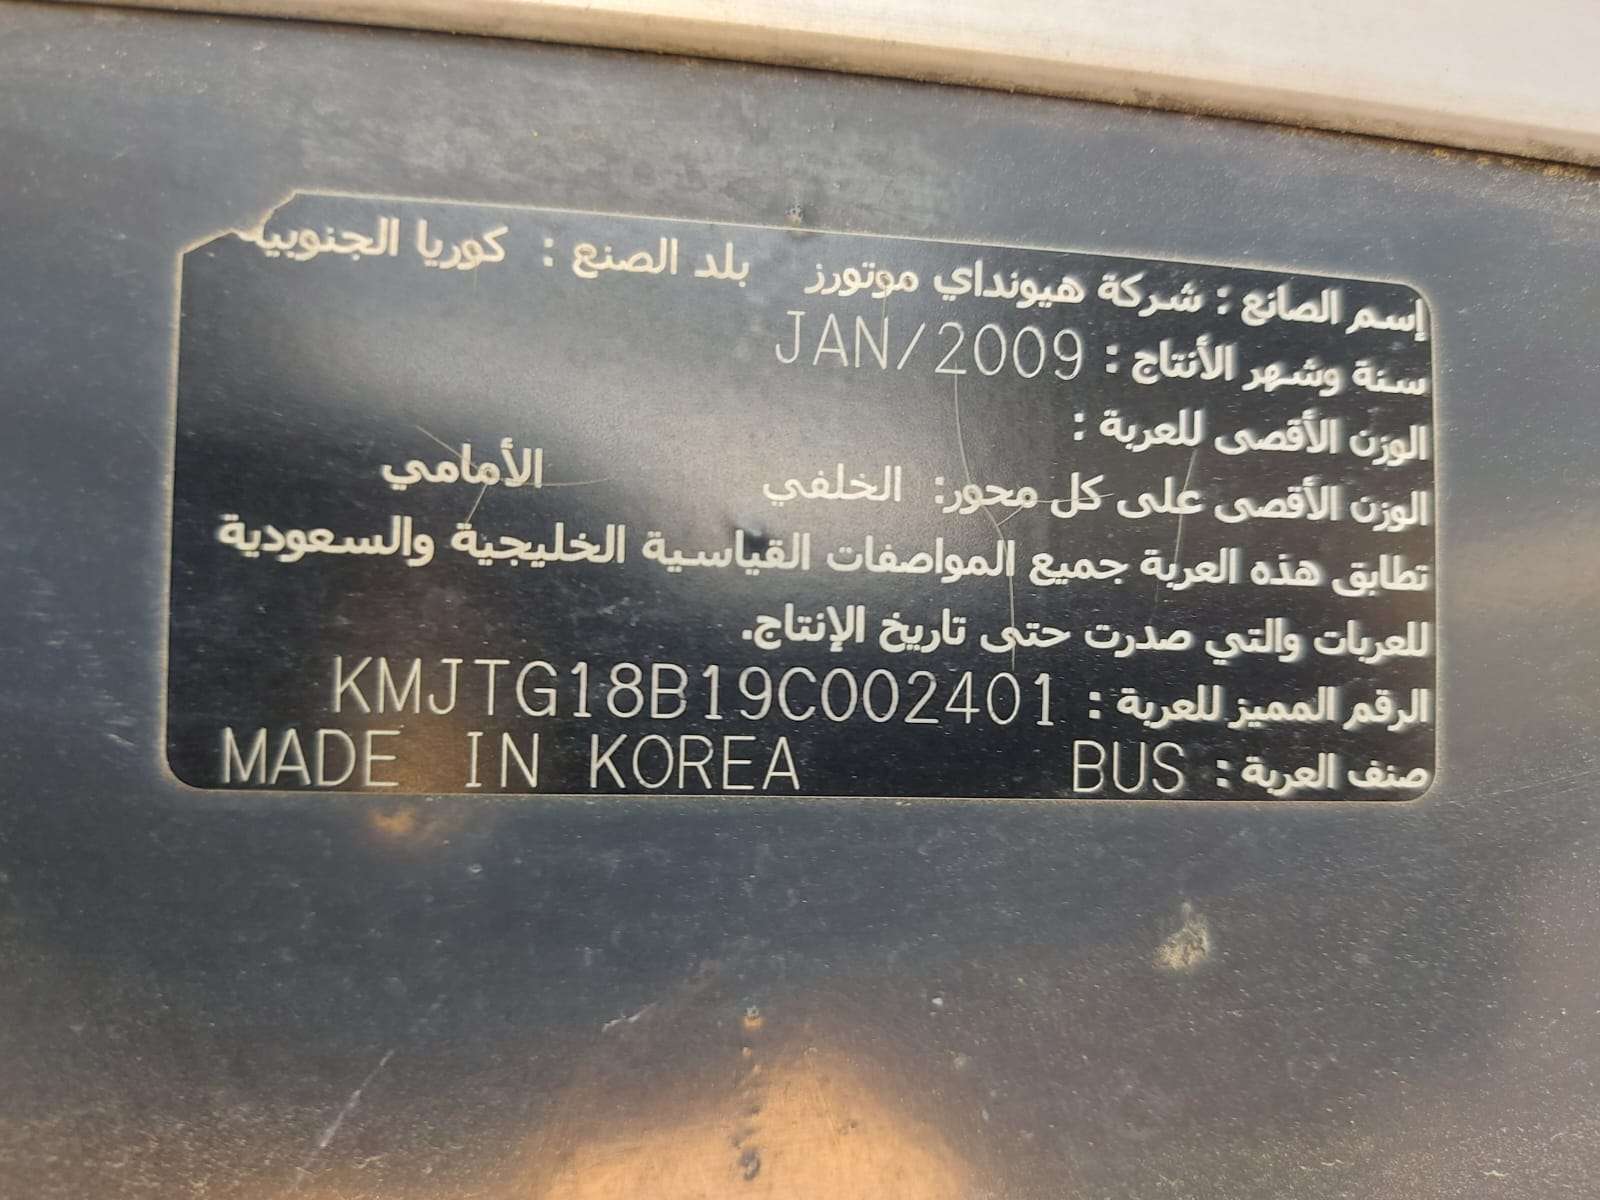 إسم الصانع : شركة هيونداي موتورز بلد الصنع : كوريا الجنوبية
سنة وشهر الأنتاج : JAN/2009
الوزن الأقصى للعربة :
الوزن الأقصى على كل محور: الخلفي الأمامي
تطابق هذه العربة جميع المواصفات القياسية الخليجية والسعودية
للعربات والتي صدرت حتى تاريخ الإنتاج.
الرقم المميز للعربة : KMJTG18B19C002401
صنف العربة : BUS MADE IN KOREA